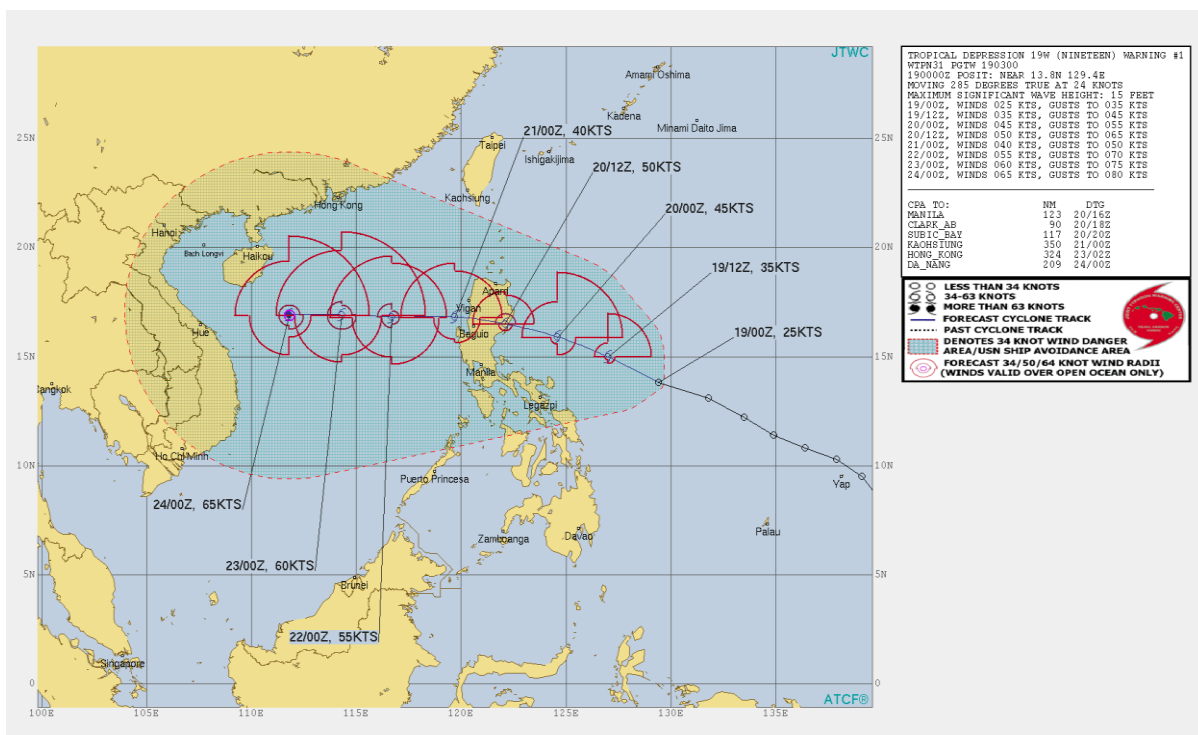 JTWC
TROPICAL DEPRESSION 19W (NINETEEN) WARNING #1
WTPN31 PGTW 190300
190000Z POSIT: NEAR 13.8N 129.4E
MOVING 285 DEGREES TRUE AT 24 KNOTS
MAXIMUM SIGNIFICANT WAVE HEIGHT: 15 FEET
19/00Z, WINDS 025 KTS, GUSTS TO 035 KTS
19/12Z, WINDS 035 KTS, GUSTS TO 045 KTS
20/00Z, WINDS 045 KTS, GUSTS TO 055 KTS
20/12Z, WINDS 050 KTS, GUSTS TO 065 KTS
21/00Z, WINDS 040 KTS, GUSTS TO 050 KTS
22/00Z, WINDS 055 KTS, GUSTS TO 070 KTS
23/00Z, WINDS 060 KTS, GUSTS TO 075 KTS
24/00Z, WINDS 065 KTS, GUSTS TO 080 KTS
CPA TO: NM DTG
MANILA 123 20/16Z
CLARK_AB 90 20/18Z
SUBIC_BAY 117 20/20Z
KAOHSIUNG 350 21/00Z
HONG_KONG 324 23/02Z
DA_NANG 209 24/00Z
LESS THAN 34 KNOTS
34-63 KNOTS
MORE THAN 63 KNOTS
FORECAST CYCLONE TRACK
PAST CYCLONE TRACK
DENOTES 34 KNOT WIND DANGER
AREA/USN SHIP AVOIDANCE AREA
FORECAST 34/50/64 KNOT WIND RADII
(WINDS VALID OVER OPEN OCEAN ONLY)
Amami Oshima
Kadena
Minami Daito Jima
25N
25N
21/00Z, 40KTS
Taipei
Ishigakijima
20/12Z, 50KTS
Kaohsiung
Hong Kong
20/00Z, 45KTS
Hanoi
20N
20N
Bach Longvi
Haikou
19/12Z, 35KTS
Aparri
Vigan
19/00Z, 25KTS
Hue
Baguio
15N
15N
Manila
Legazpi
Ho Chi Minh
10N
10N
Puerto Princesa
Yap
24/00Z, 65KTS
Palau
Zamboanga
Davao
23/00Z, 60KTS
5N
5N
Brunei
22/00Z, 55KTS
Singapore
0
0
ATCF®
100E
105E
110E
115E
120E
125E
130E
135E